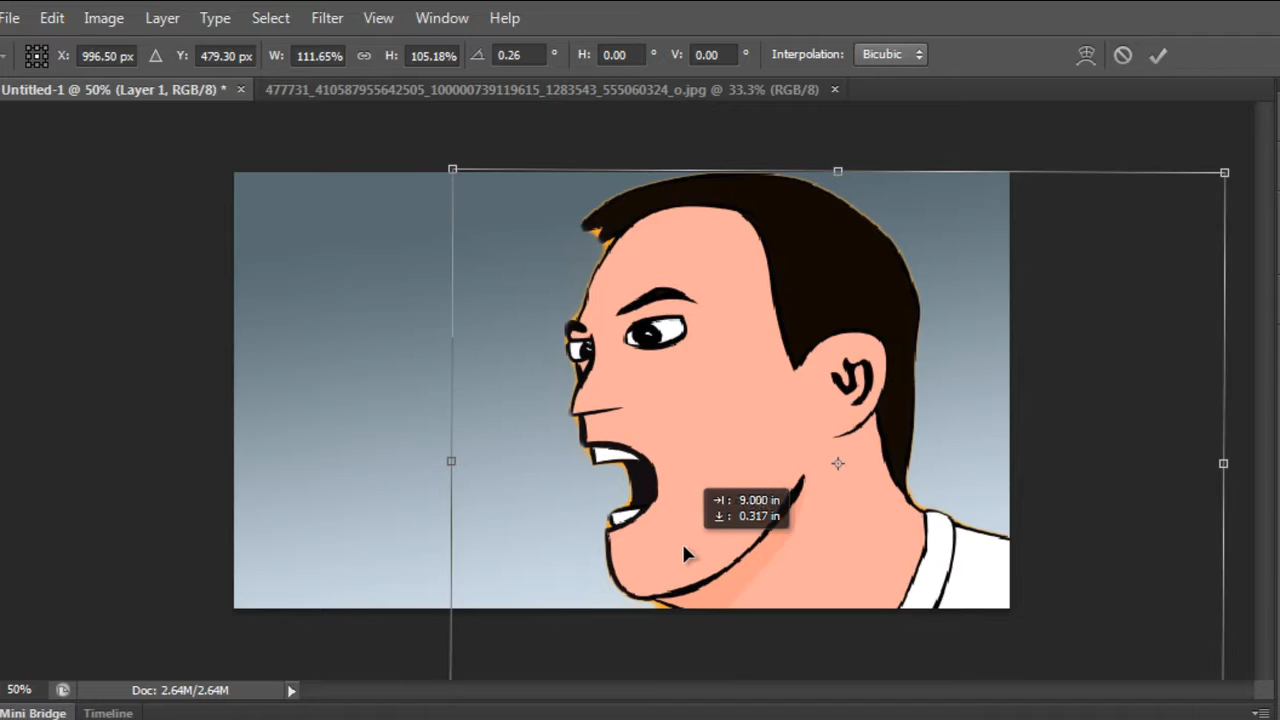 File Edit Image Layer Type Select Filter View Window Help
X: 996.50 px Y: 479.30 px W: 111.65% H: 105.18% 0.26 ° H: 0.00 ° V: 0.00 ° Interpolation: Bicubic
Untitled-1 @ 50% (Layer 1, RGB/8) * × 477731_410587955642505_100000739119615_1283543_555060324_o.jpg @ 33.3% (RGB/8) ×
: 9.000 in
: 0.317 in
50% Doc: 2.64M/2.64M
Mini Bridge Timeline